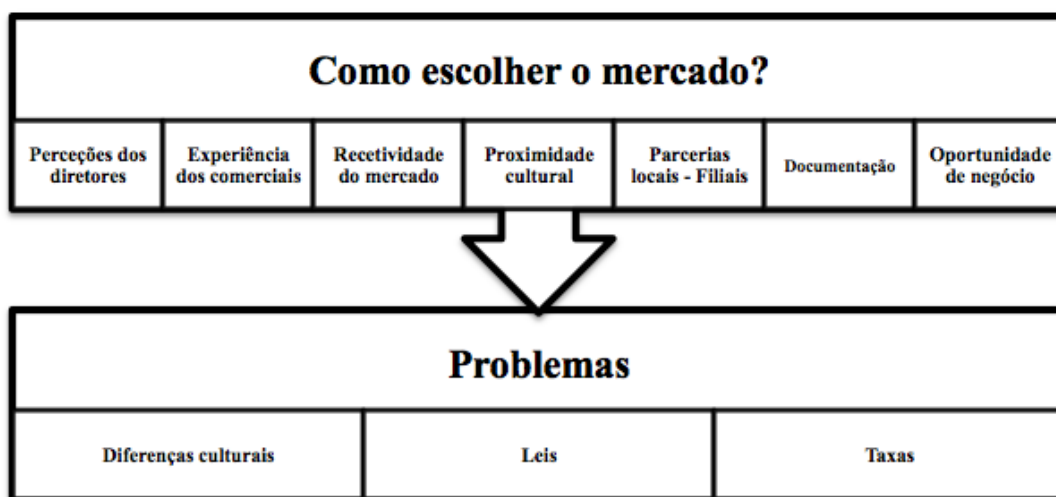 Como escolher o mercado?
Perceções dos
diretores
Experiência
dos comerciais
Recetividade
do mercado
Proximidade
cultural
Parcerias
locais - Filiais
Documentação
Oportunidade
de negócio
Problemas
Diferenças culturais
Leis
Taxas